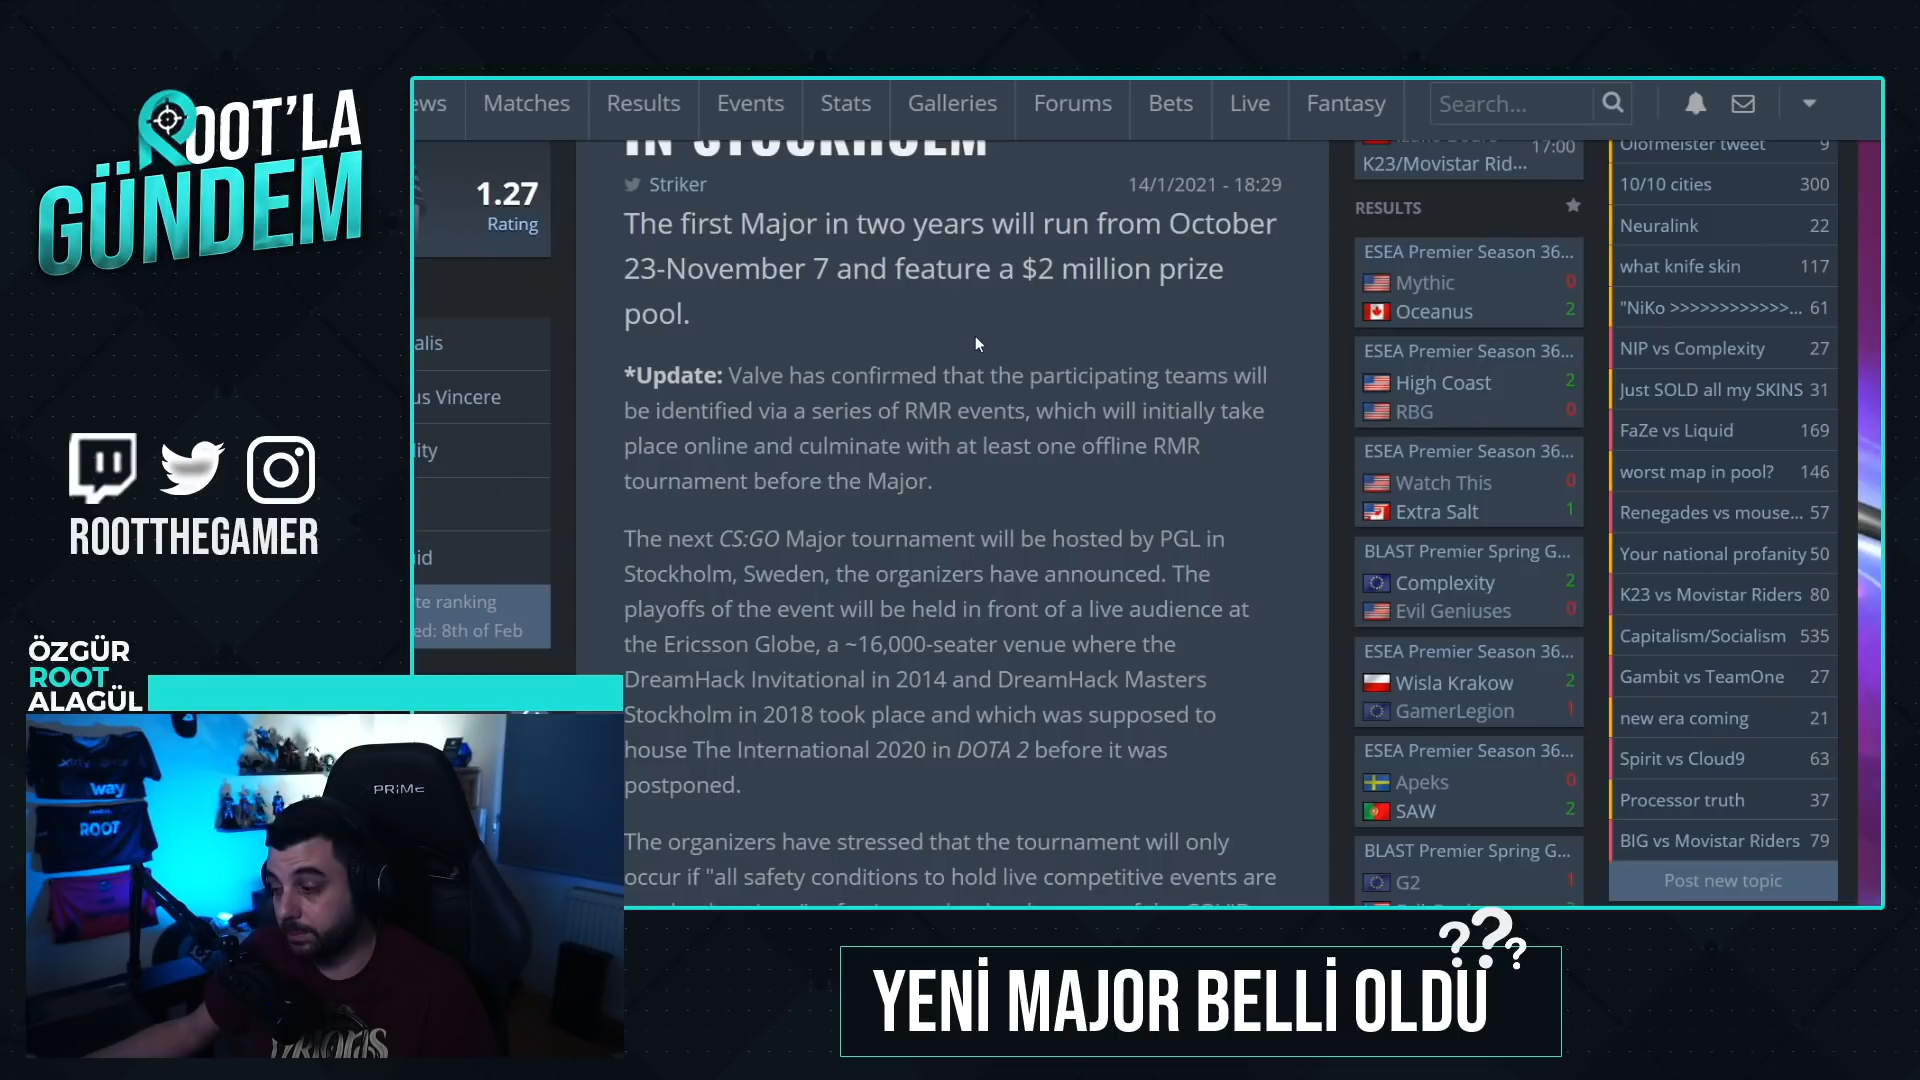 ROOT'LA
GÜNDEM
ROOTTHEGAMER
ÖZGÜR
ROOT
ALAGÜL
way
ROOT
PRIME
ews
Matches
Results
Events
Stats
Galleries
Forums
Bets
Live
Fantasy
Search...
1.27
Rating
alis
us Vincere
lity
id
te ranking
ed: 8th of Feb
IN STOCKHOLM
Striker
14/1/2021 - 18:29
The first Major in two years will run from October
23-November 7 and feature a $2 million prize
pool.
*Update: Valve has confirmed that the participating teams will
be identified via a series of RMR events, which will initially take
place online and culminate with at least one offline RMR
tournament before the Major.
The next CS:GO Major tournament will be hosted by PGL in
Stockholm, Sweden, the organizers have announced. The
playoffs of the event will be held in front of a live audience at
the Ericsson Globe, a ~16,000-seater venue where the
DreamHack Invitational in 2014 and DreamHack Masters
Stockholm in 2018 took place and which was supposed to
house The International 2020 in DOTA 2 before it was
postponed.
The organizers have stressed that the tournament will only
occur if "all safety conditions to hold live competitive events are
17:00
K23/Movistar Rid...
RESULTS
ESEA Premier Season 36...
Mythic 0
Oceanus 2
ESEA Premier Season 36...
High Coast 2
RBG 0
ESEA Premier Season 36...
Watch This 0
Extra Salt 1
BLAST Premier Spring G...
Complexity 2
Evil Geniuses 0
ESEA Premier Season 36...
Wisla Krakow 2
GamerLegion 1
ESEA Premier Season 36...
Apeks 0
SAW 2
BLAST Premier Spring G...
G2 1
Olofmeister tweet 9
10/10 cities 300
Neuralink 22
what knife skin 117
"NiKo >>>>>>>>>>>>... 61
NIP vs Complexity 27
Just SOLD all my SKINS 31
FaZe vs Liquid 169
worst map in pool? 146
Renegades vs mouse... 57
Your national profanity 50
K23 vs Movistar Riders 80
Capitalism/Socialism 535
Gambit vs TeamOne 27
new era coming 21
Spirit vs Cloud9 63
Processor truth 37
BIG vs Movistar Riders 79
Post new topic
???
YENİ MAJOR BELLİ OLDU